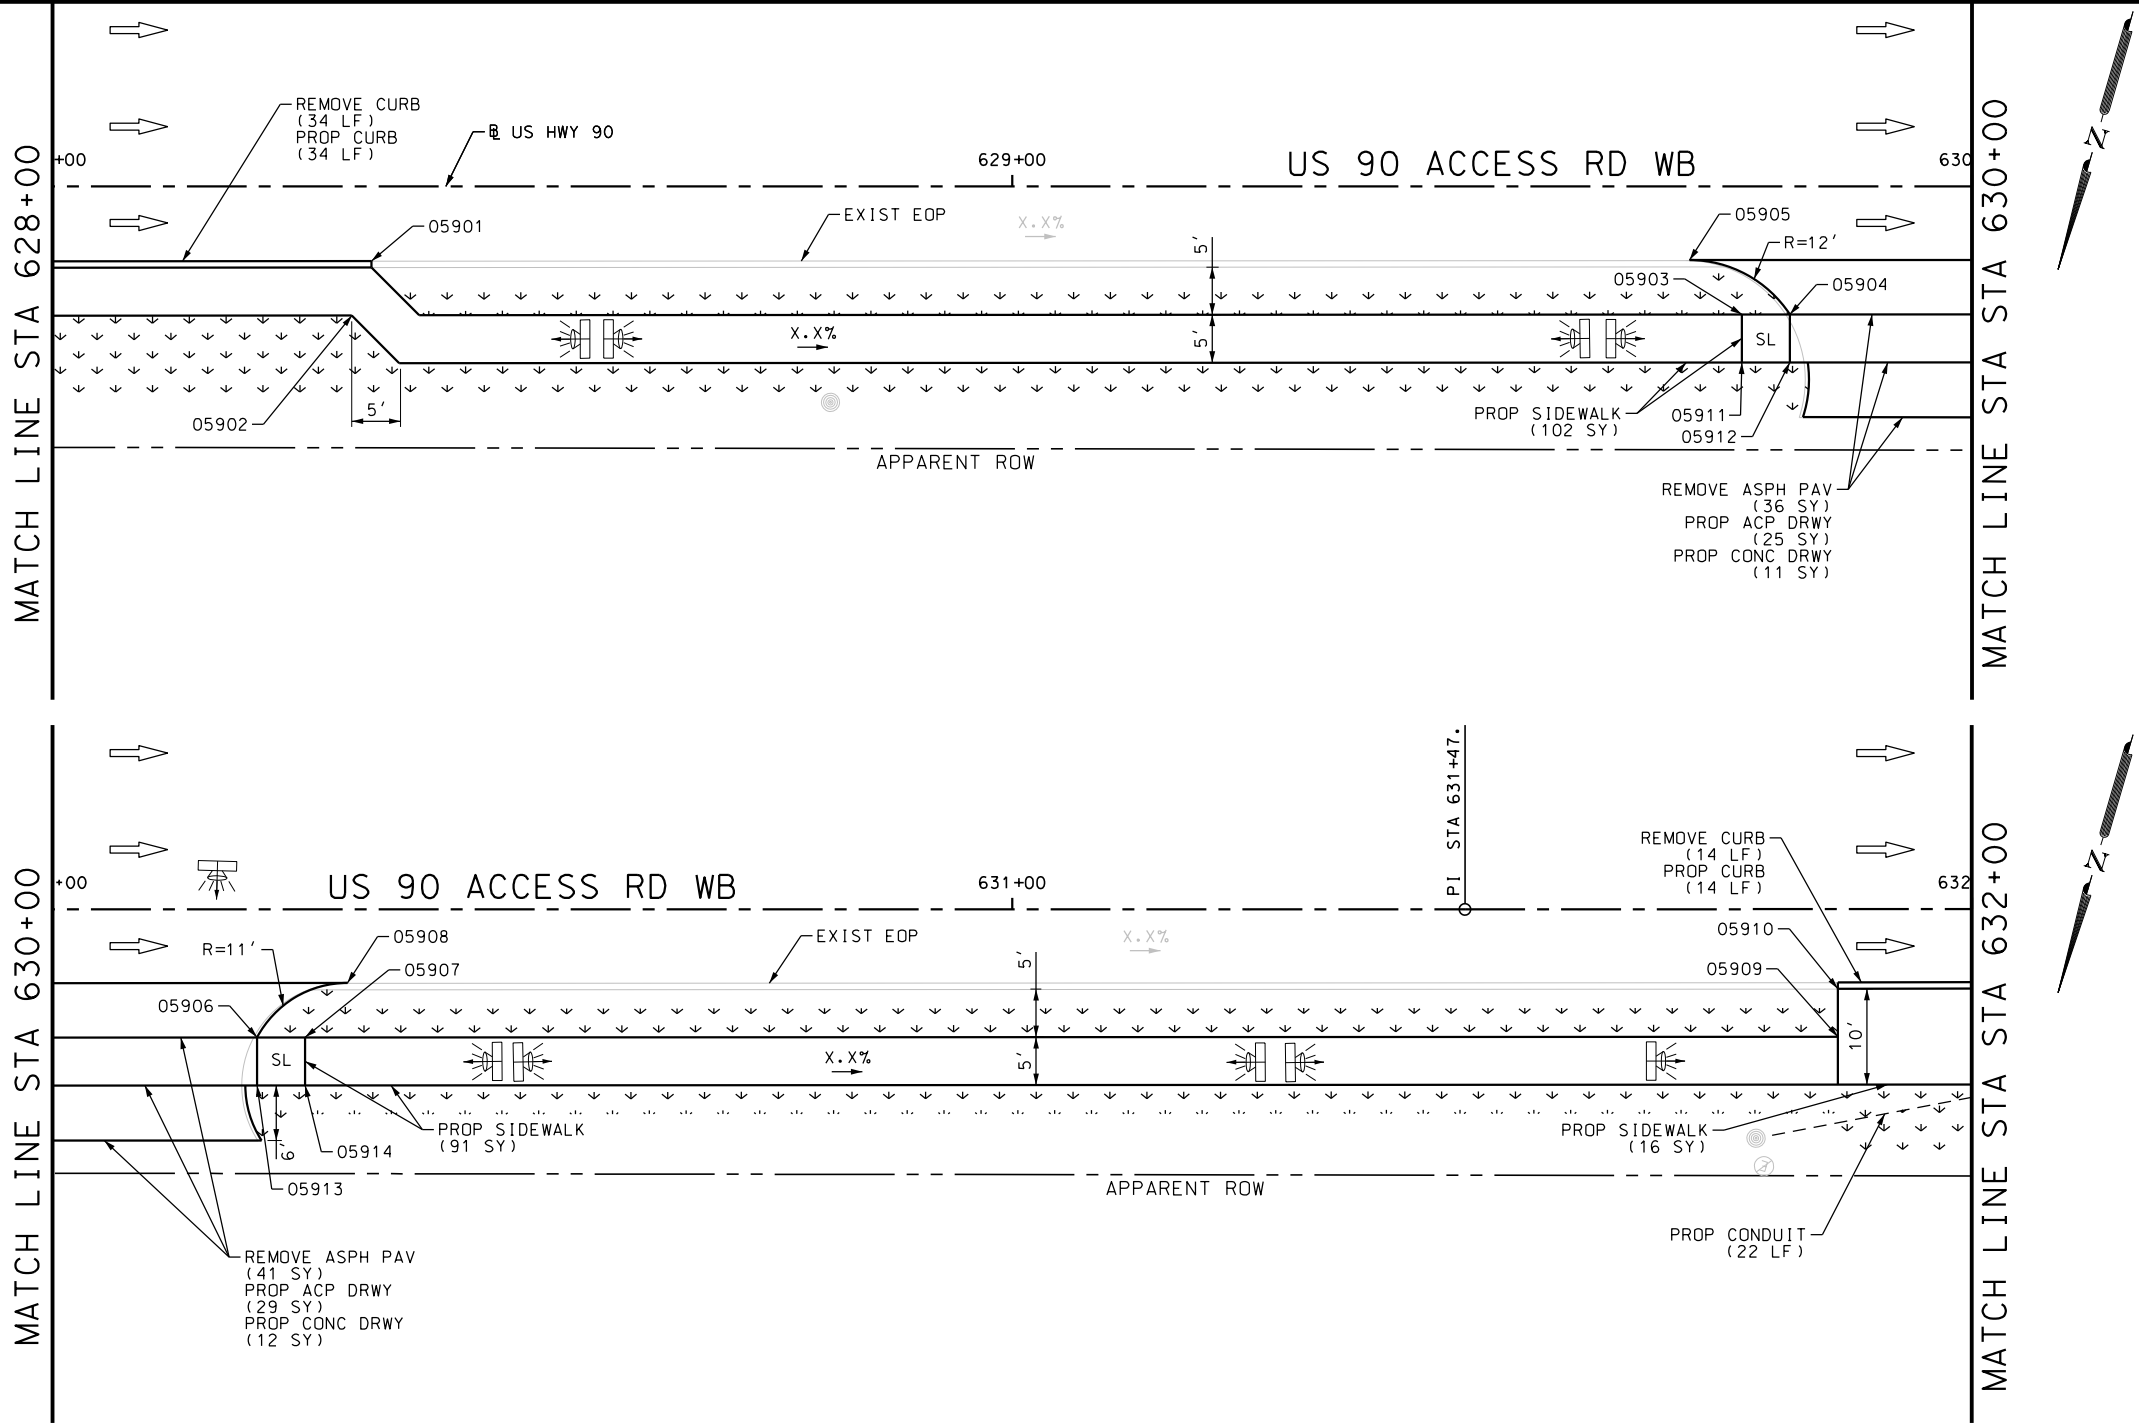 REMOVE CURB
(34 LF)
PROP CURB
(34 LF)
US HWY 90
+00
629+00
US 90 ACCESS RD WB
630
MATCH LINE STA 628+00
MATCH LINE STA 630+00
N
05901
EXIST EOP
X.X%
5'
05905
R=12'
05903
05904
X.X%
5'
SL
05902
5'
PROP SIDEWALK
(102 SY)
05911
05912
APPARENT ROW
REMOVE ASPH PAV
(36 SY)
PROP ACP DRWY
(25 SY)
PROP CONC DRWY
(11 SY)
PI STA 631+47.
REMOVE CURB
(14 LF)
PROP CURB
(14 LF)
+00
US 90 ACCESS RD WB
631+00
632
MATCH LINE STA 630+00
MATCH LINE STA 632+00
N
R=11'
05908
EXIST EOP
X.X%
5'
05910
05907
05909
05906
SL
X.X%
5'
10'
PROP SIDEWALK
(91 SY)
PROP SIDEWALK
(16 SY)
6'
05914
05913
APPARENT ROW
PROP CONDUIT
(22 LF)
REMOVE ASPH PAV
(41 SY)
PROP ACP DRWY
(29 SY)
PROP CONC DRWY
(12 SY)